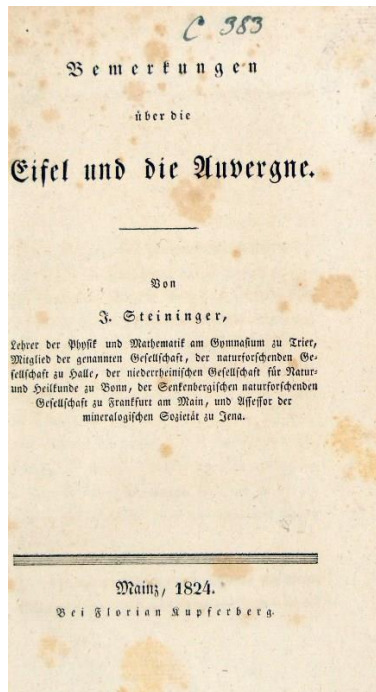 C 383
Bemerkungen
über die
Eifel und die Auvergne.
Von
J. Steininger,
Lehrer der Physik und Mathematik am Gymnasium zu Trier,
Mitglied der genannten Gesellschaft, der naturforschenden Ge-
sellschaft zu Halle, der niederrheinischen Gesellschaft für Natur-
und Heilkunde zu Bonn, der Senkenbergischen naturforschenden
Gesellschaft zu Frankfurt am Main, und Assessor der
mineralogischen Sozietät zu Jena.
Mainz, 1824.
Bei Florian Kupferberg.